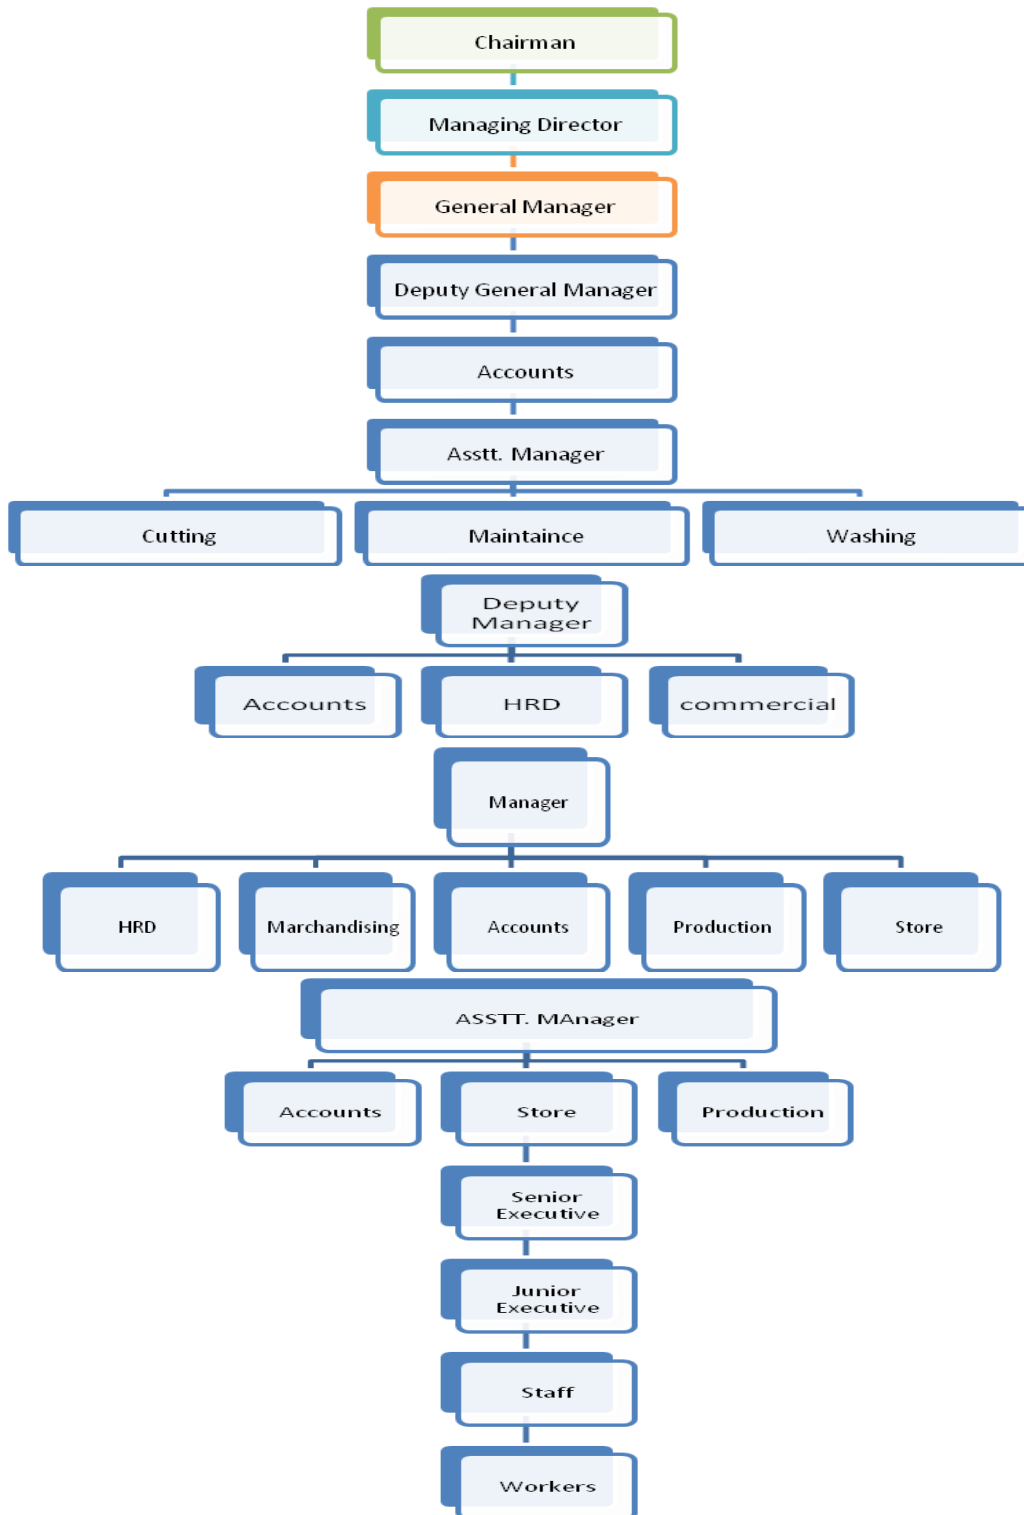 Chairman
Managing Director
General Manager
Deputy General Manager
Accounts
Asstt. Manager
Cutting
Maintaince
Washing
Deputy
Manager
Accounts
HRD
commercial
Manager
HRD
Marchandising
Accounts
Production
Store
ASSTT. MAnager
Accounts
Store
Production
Senior
Executive
Junior
Executive
Staff
Workers